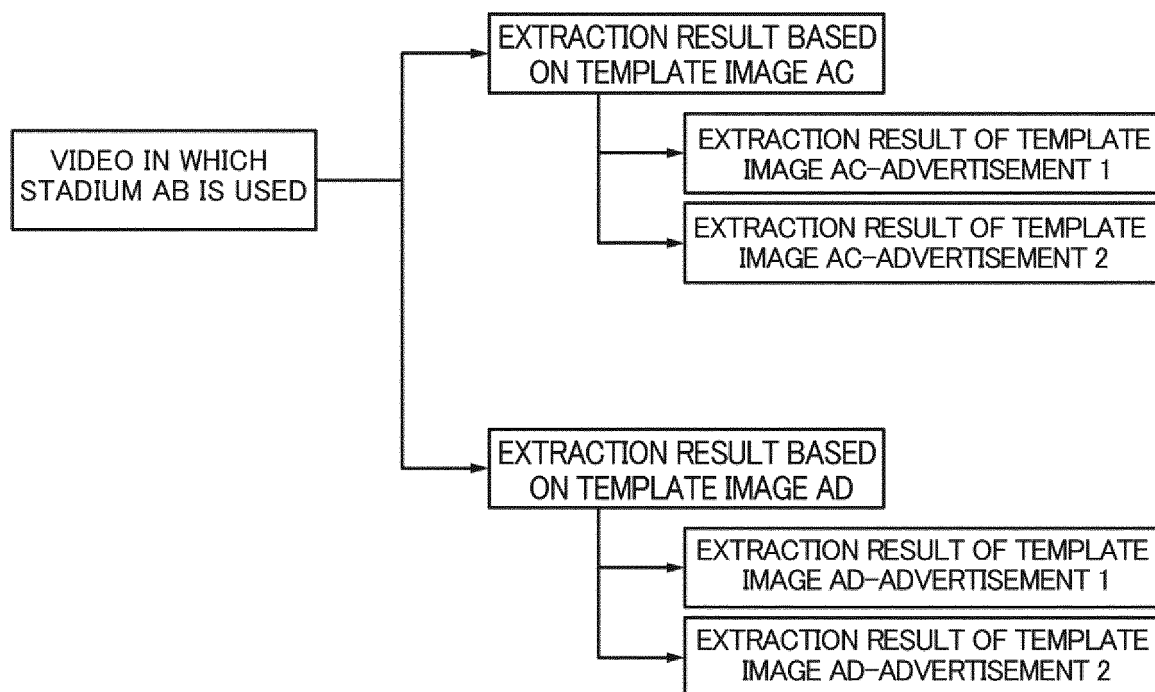 EXTRACTION RESULT BASED
ON TEMPLATE IMAGE AC
EXTRACTION RESULT OF TEMPLATE
IMAGE AC-ADVERTISEMENT 1
VIDEO IN WHICH
STADIUM AB IS USED
EXTRACTION RESULT OF TEMPLATE
IMAGE AC-ADVERTISEMENT 2
EXTRACTION RESULT BASED
ON TEMPLATE IMAGE AD
EXTRACTION RESULT OF TEMPLATE
IMAGE AD-ADVERTISEMENT 1
EXTRACTION RESULT OF TEMPLATE
IMAGE AD-ADVERTISEMENT 2